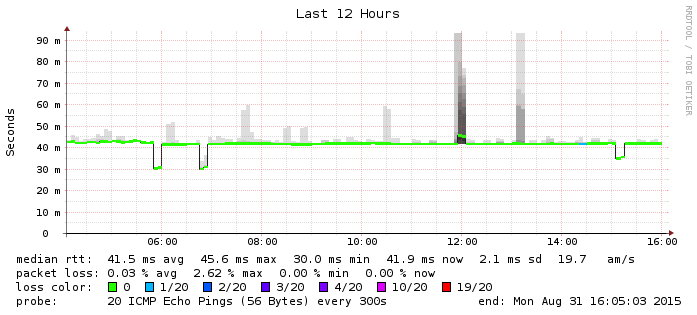 Last 12 Hours
RRDTOOL / TOBI OETIKER
Seconds
90 m
80 m
70 m
60 m
50 m
40 m
30 m
20 m
10 m
0
06:00 08:00 10:00 12:00 14:00 16:00
median rtt: 41.5 ms avg 45.6 ms max 30.0 ms min 41.9 ms now 2.1 ms sd 19.7 am/s
packet loss: 0.03 % avg 2.62 % max 0.00 % min 0.00 % now
loss color: 0 1/20 2/20 3/20 4/20 10/20 19/20
probe: 20 ICMP Echo Pings (56 Bytes) every 300s end: Mon Aug 31 16:05:03 2015